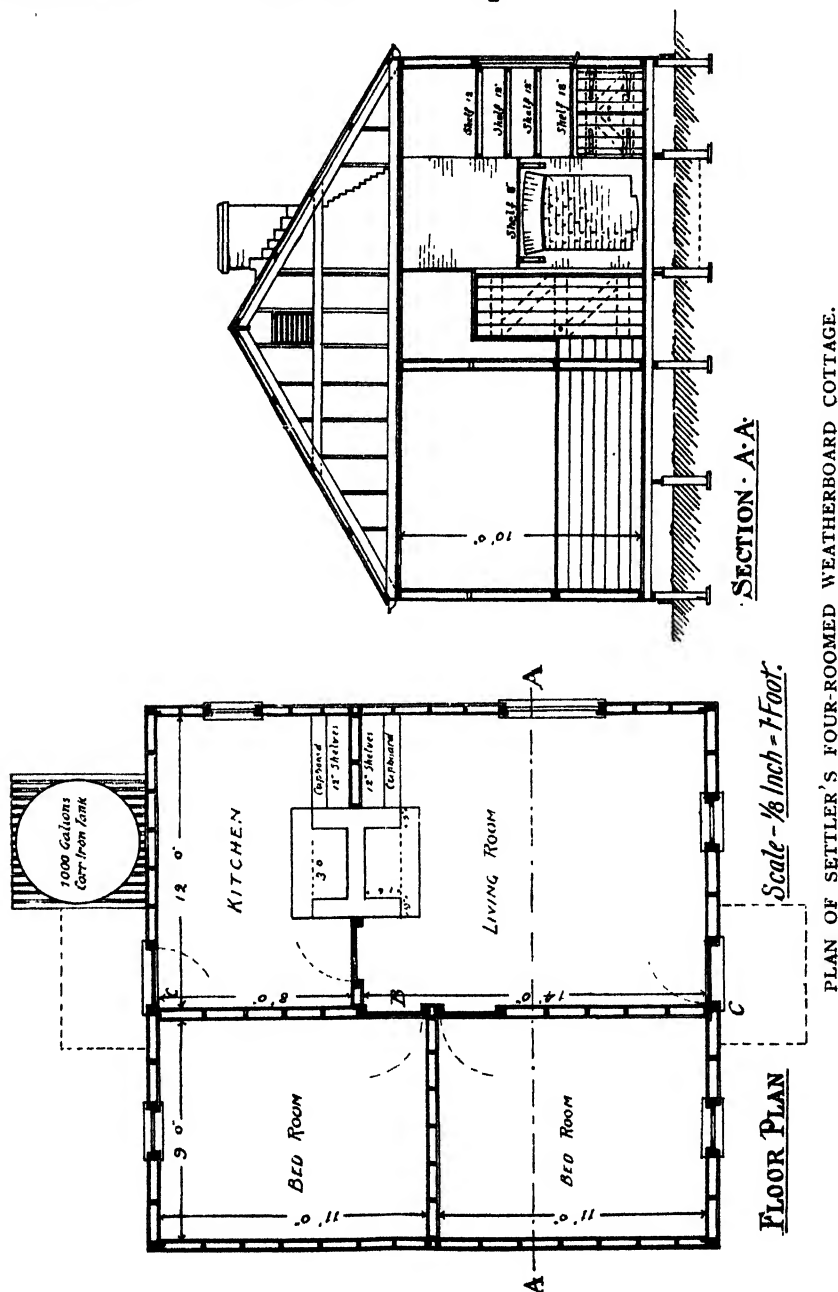 SECTION · A·A·
10' 0"
Shelf 8"
Shelf 12
Shelf 12"
Shelf 12"
Shelf 18"
FLOOR PLAN
Scale - 1/8 Inch = 1 Foot.
1000 Gallons
Corr Iron Tank
KITCHEN
12' 0"
8' 0"
Cupboard
12" Shelves
12" Shelves
Cupboard
3' 0
LIVING ROOM
14' 0"
BED ROOM
9' 0"
11' 0"
BED ROOM
11' 0"
A
A
B
C
PLAN OF SETTLER'S FOUR-ROOMED WEATHERBOARD COTTAGE.